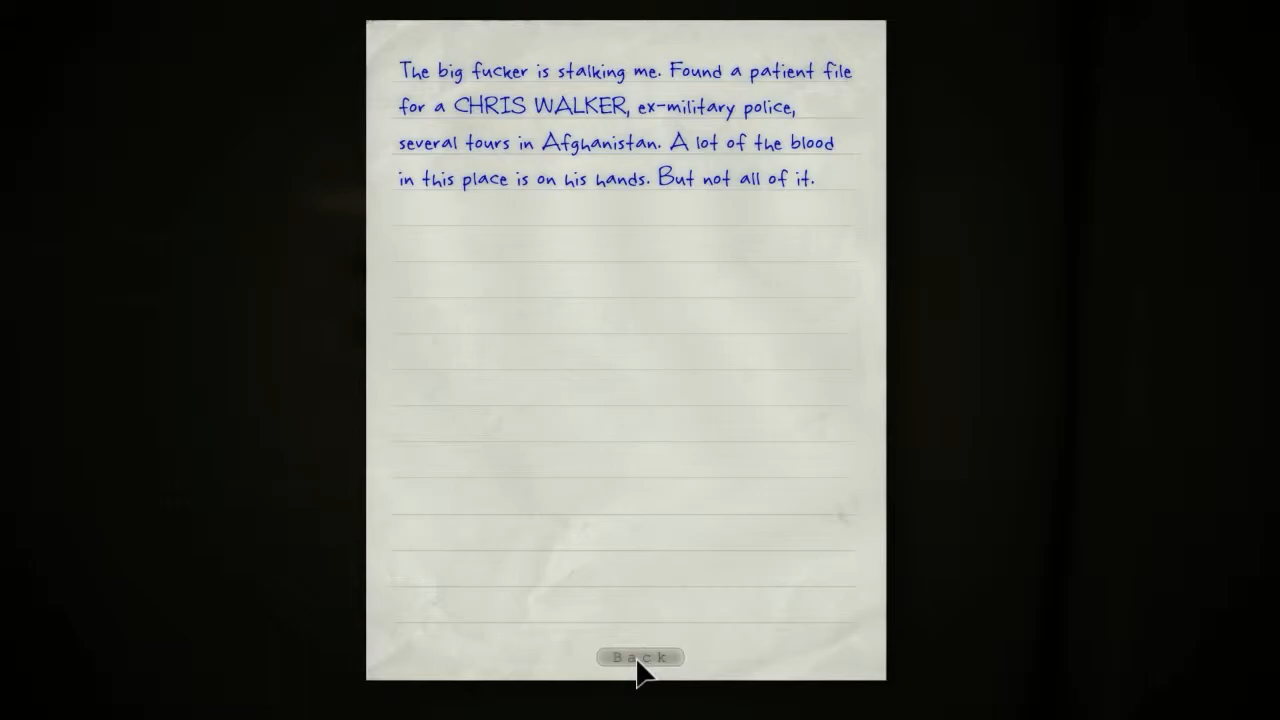 The big fucker is stalking me. Found a patient file
for a CHRIS WALKER, ex-military police,
several tours in Afghanistan. A lot of the blood
in this place is on his hands. But not all of it.
Back